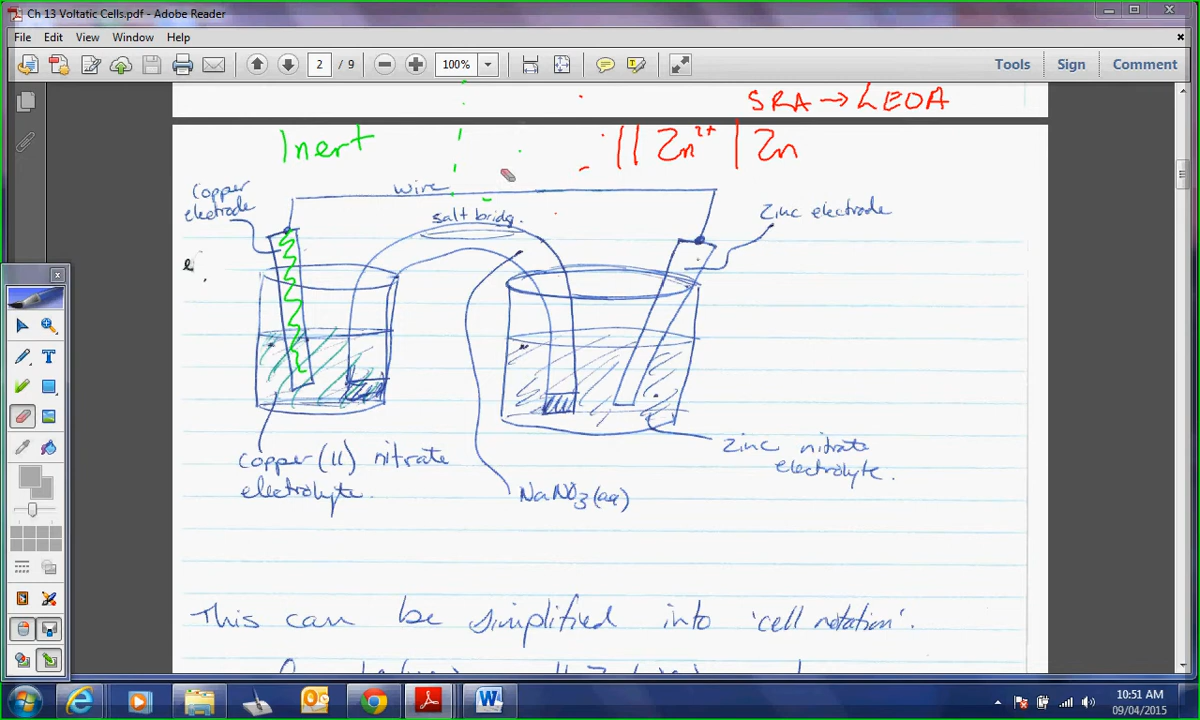 Ch 13 Voltatic Cells.pdf - Adobe Reader
File Edit View Window Help
2 / 9 100% Tools Sign Comment
SRA → LEOA
Inert || Zn²⁺ | Zn
copper electrode
wire
salt bridg.
Zinc electrode
e
copper (II) nitrate electrolyte.
NaNO₃(aq)
Zinc nitrate electrolyte.
This can be simplified into 'cell notation'.
10:51 AM
09/04/2015